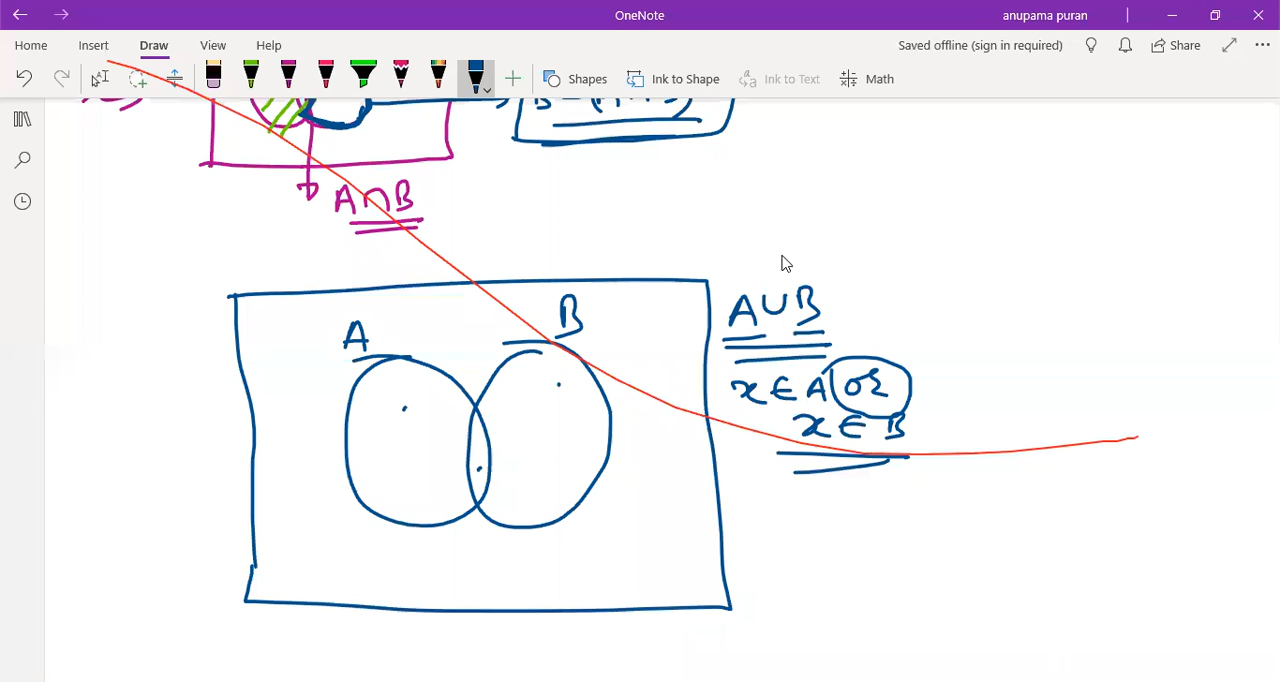 OneNote
anupama puran
Home Insert Draw View Help
Saved offline (sign in required) Share
Shapes Ink to Shape Ink to Text Math
A∩B
A∪B
A
B
x∈A or
x∈B